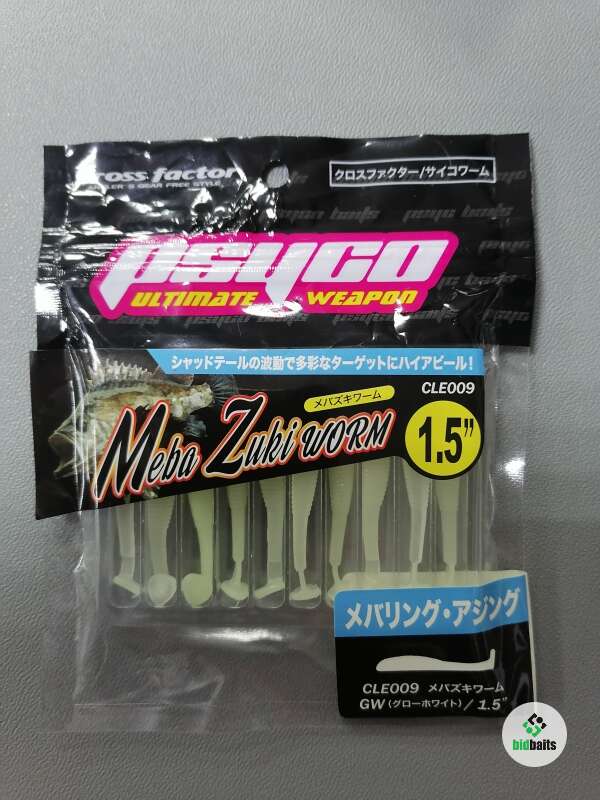 cross factor
ANGLER'S GEAR FREE STYLE
クロスファクター/サイコワーム
PSYCO
ULTIMATE WEAPON
psyco baits
シャッドテールの波動で多彩なターゲットにハイアピール!
CLE009
メバズキワーム
Meba Zuki WORM
1.5"
メバリング・アジング
CLE009 メバズキワーム
GW(グローホワイト)/1.5"
bidbaits